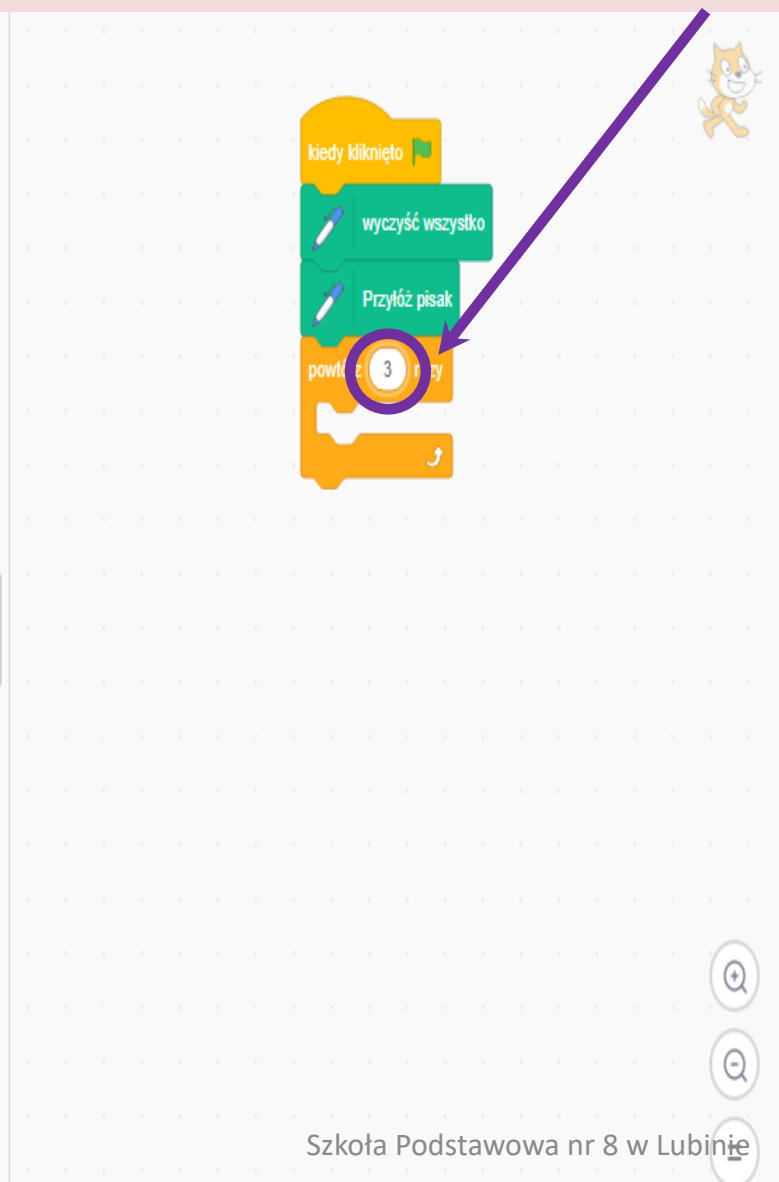 kiedy kliknięto
wyczyść wszystko
Przyłóż pisak
3
Szkoła Podstawowa nr 8 w Lubinie